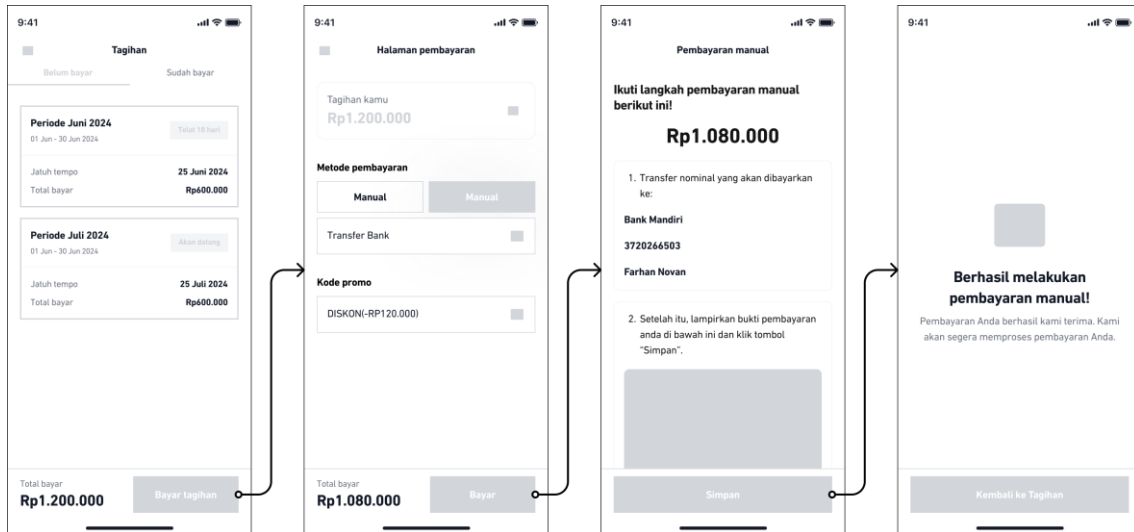 9:41
Tagihan
Belum bayar Sudah bayar
Periode Juni 2024
01 Jun - 30 Jun 2024
Telat 18 hari
Jatuh tempo 25 Juni 2024
Total bayar Rp600.000
Periode Juli 2024
01 Jun - 30 Jun 2024
Akan datang
Jatuh tempo 25 Juli 2024
Total bayar Rp600.000
Total bayar
Rp1.200.000
Bayar tagihan
9:41
Halaman pembayaran
Tagihan kamu
Rp1.200.000
Metode pembayaran
Manual Manual
Transfer Bank
Kode promo
DISKON(-RP120.000)
Total bayar
Rp1.080.000
Bayar
9:41
Pembayaran manual
Ikuti langkah pembayaran manual
berikut ini!
Rp1.080.000
1. Transfer nominal yang akan dibayarkan
ke:
Bank Mandiri
3720266503
Farhan Novan
2. Setelah itu, lampirkan bukti pembayaran
anda di bawah ini dan klik tombol
"Simpan".
Simpan
9:41
Berhasil melakukan
pembayaran manual!
Pembayaran Anda berhasil kami terima. Kami
akan segera memproses pembayaran Anda.
Kembali ke Tagihan